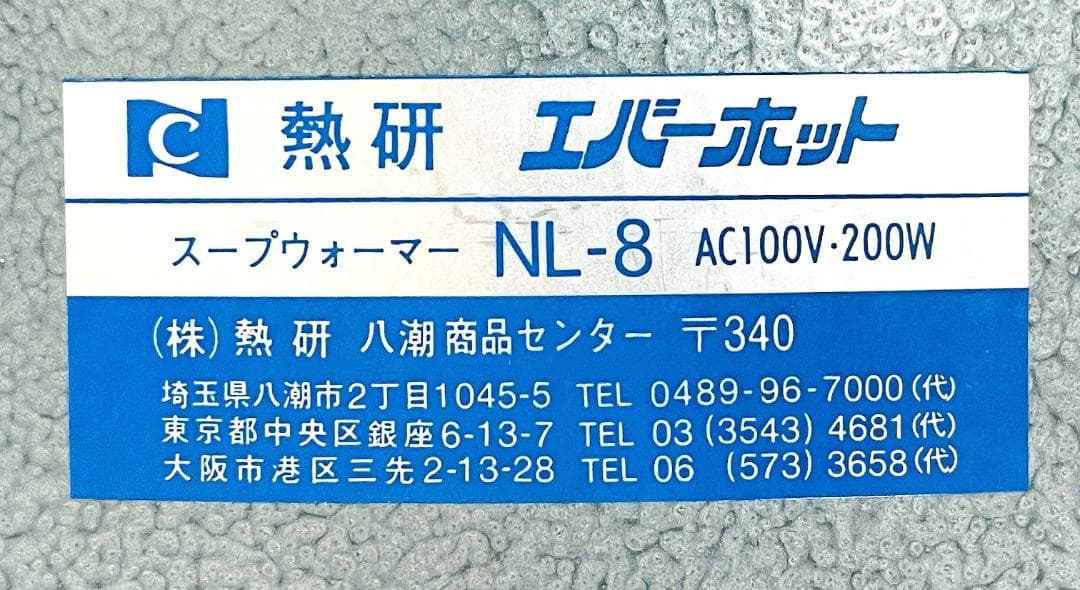 熱研 エバーホット
スープウォーマー NL-8 AC100V·200W
(株)熱研 八潮商品センター 〒340
埼玉県八潮市2丁目1045-5 TEL 0489-96-7000(代)
東京都中央区銀座6-13-7 TEL 03(3543)4681(代)
大阪市港区三先2-13-28 TEL 06 (573)3658(代)